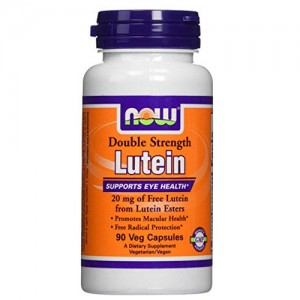 now
Double Strength
Lutein
SUPPORTS EYE HEALTH*
20 mg of Free Lutein
from Lutein Esters
• Promotes Macular Health*
• Free Radical Protection*
90 Veg Capsules
A Dietary Supplement
Vegetarian/Vegan